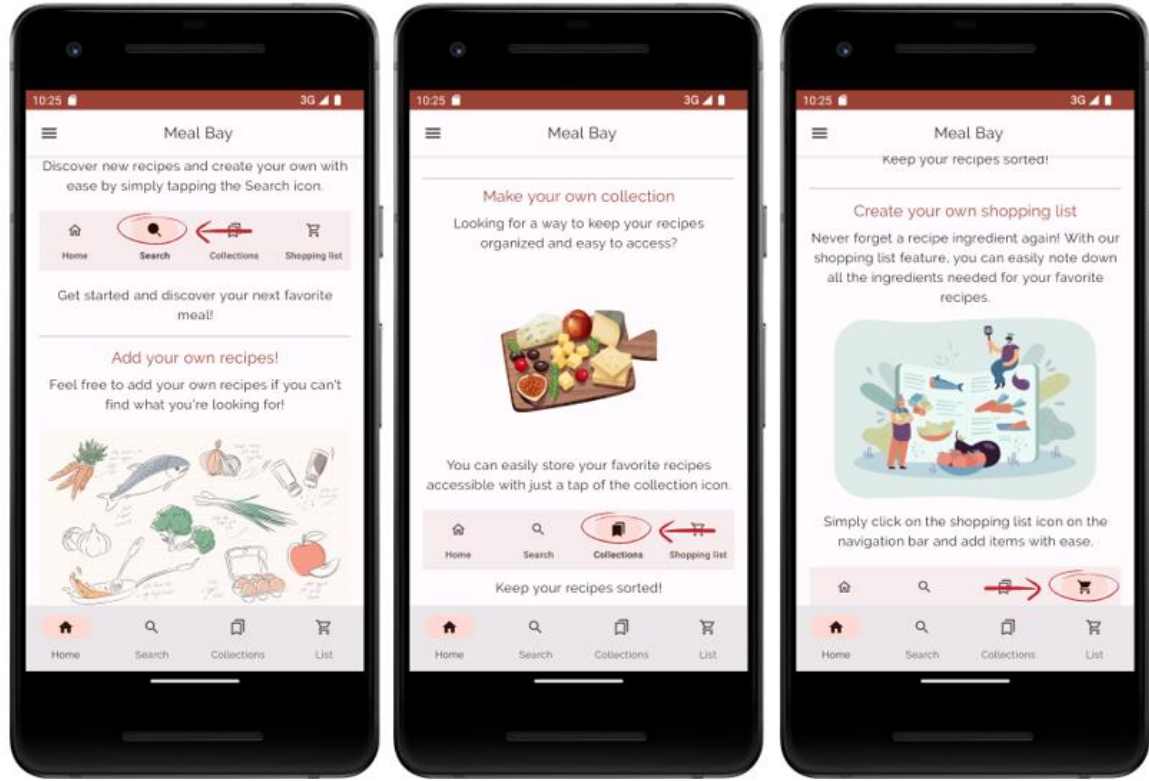 10:25
3G
Meal Bay
Discover new recipes and create your own with
ease by simply tapping the Search icon.
Home
Search
Collections
Shopping list
Get started and discover your next favorite
meal!
Add your own recipes!
Feel free to add your own recipes if you can't
find what you're looking for!
Home
Search
Collections
List
10:25
3G
Meal Bay
Make your own collection
Looking for a way to keep your recipes
organized and easy to access?
You can easily store your favorite recipes
accessible with just a tap of the collection icon.
Home
Search
Collections
Shopping list
Keep your recipes sorted!
Home
Search
Collections
List
10:25
3G
Meal Bay
Keep your recipes sorted!
Create your own shopping list
Never forget a recipe ingredient again! With our
shopping list feature, you can easily note down
all the ingredients needed for your favorite
recipes.
Simply click on the shopping list icon on the
navigation bar and add items with ease.
Home
Search
Collections
List